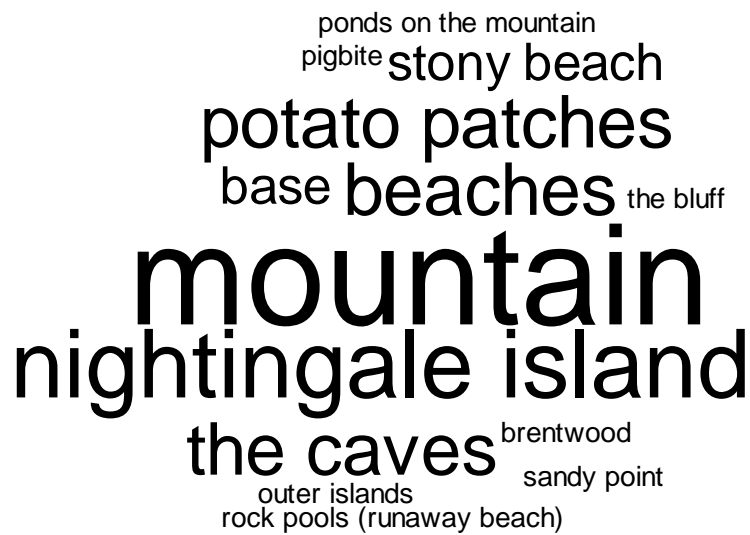 ponds on the mountain
pigbite stony beach
potato patches
base beaches the bluff
mountain
nightingale island
the caves brentwood
sandy point
outer islands
rock pools (runaway beach)